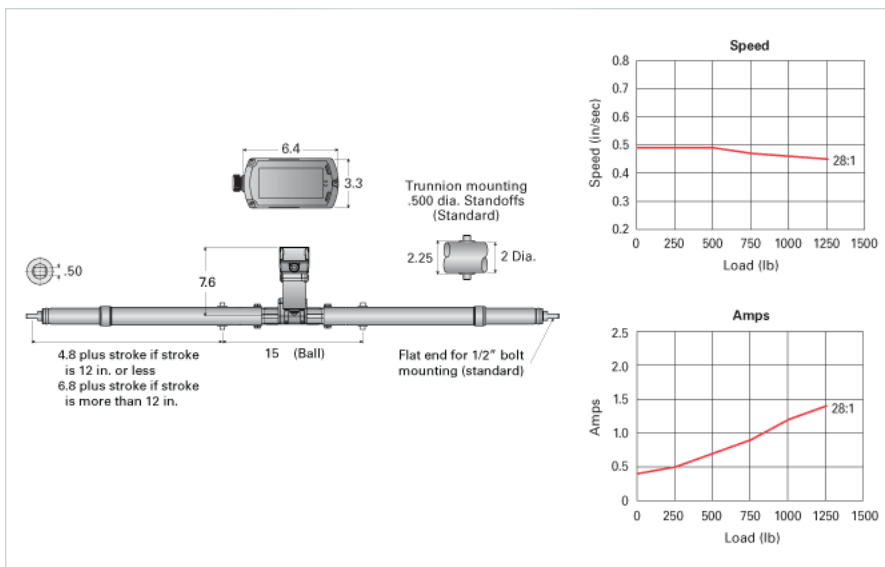 6.4
3.3
Trunnion mounting
.500 dia. Standoffs
(Standard)
2.25
2 Dia.
.50
7.6
4.8 plus stroke if stroke
is 12 in. or less
6.8 plus stroke if stroke
is more than 12 in.
15 (Ball)
Flat end for 1/2" bolt
mounting (standard)
Speed
Speed (in/sec)
0.8
0.7
0.6
0.5
0.4
0.3
0.2
28:1
0 250 500 750 1000 1250 1500
Load (lb)
Amps
Amps
2.5
2.0
1.5
1.0
0.5
0
28:1
0 250 500 750 1000 1250 1500
Load (lb)